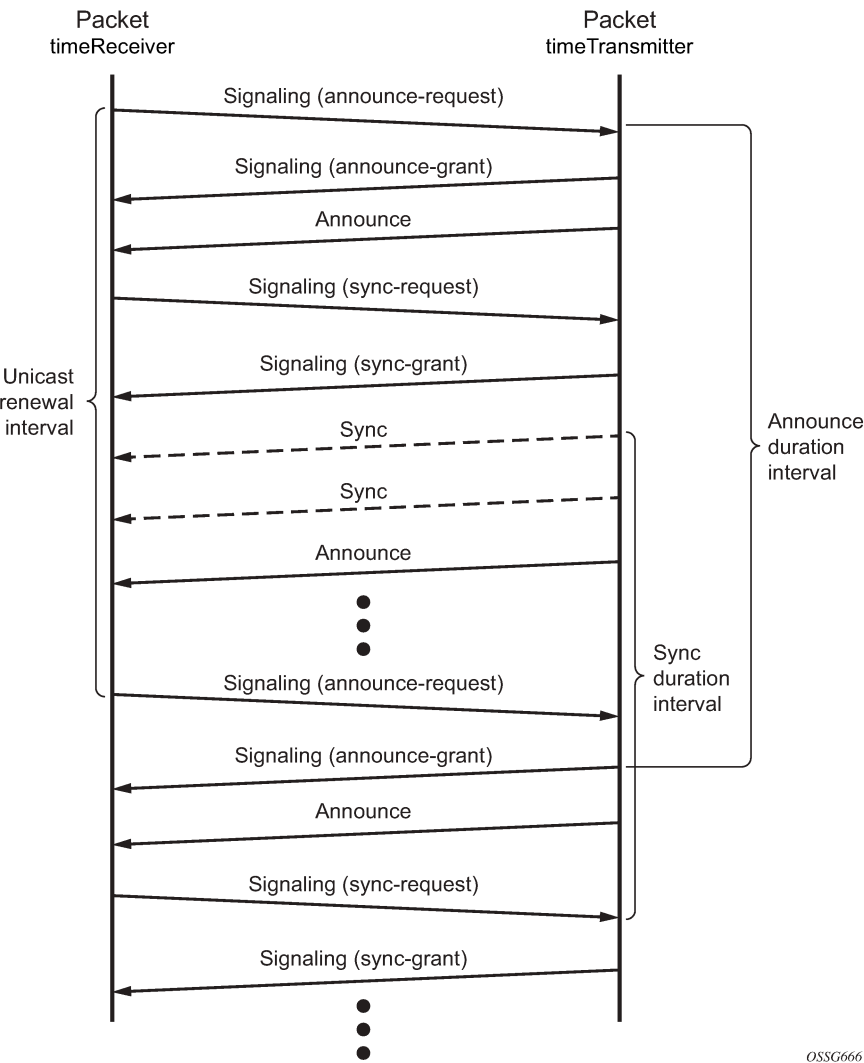 Packet
timeReceiver
Packet
timeTransmitter
Signaling (announce-request)
Signaling (announce-grant)
Announce
Signaling (sync-request)
Signaling (sync-grant)
Unicast
renewal
interval
Sync
Announce
duration
interval
Sync
Announce
Sync
duration
interval
Signaling (announce-request)
Signaling (announce-grant)
Announce
Signaling (sync-request)
Signaling (sync-grant)
OSSG666